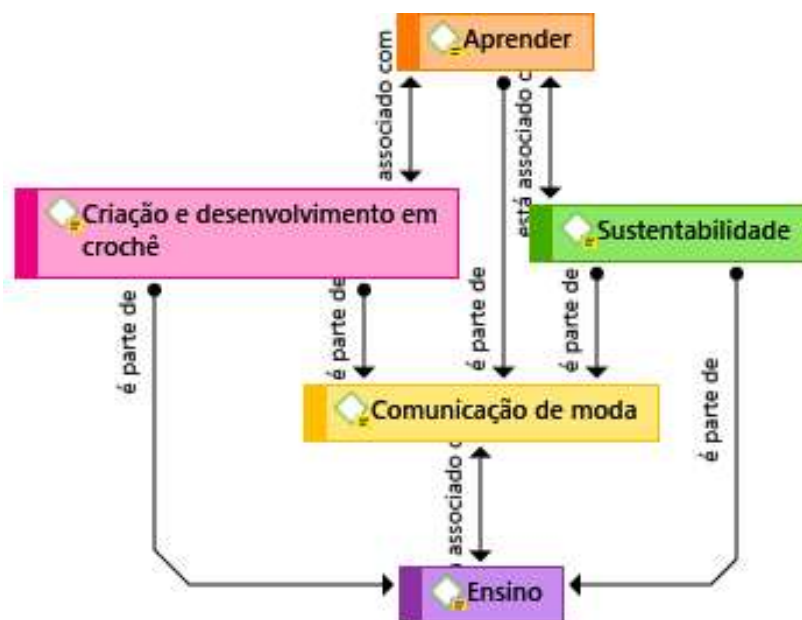 Aprender
associado com
está associado
Criação e desenvolvimento em
crochê
Sustentabilidade
é parte de
é parte de
é parte de
é parte de
é parte de
Comunicação de moda
associado
Ensino